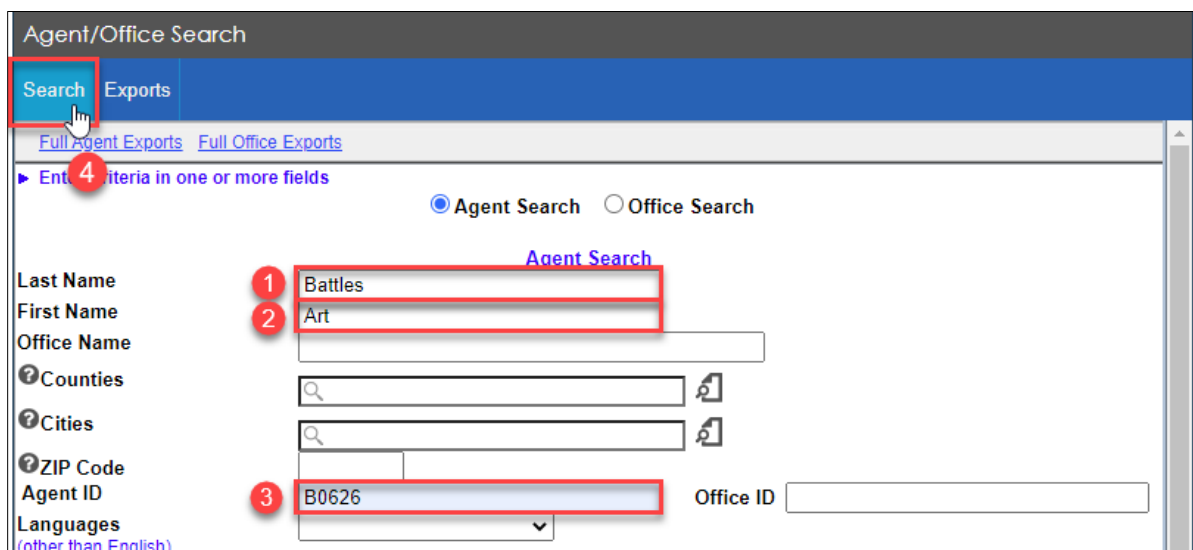 Agent/Office Search
Search Exports
Full Agent Exports Full Office Exports
4
Enter criteria in one or more fields
Agent Search Office Search
Agent Search
Last Name 1 Battles
First Name 2 Art
Office Name
Counties
Cities
ZIP Code
Agent ID 3 B0626 Office ID
Languages
(other than English)